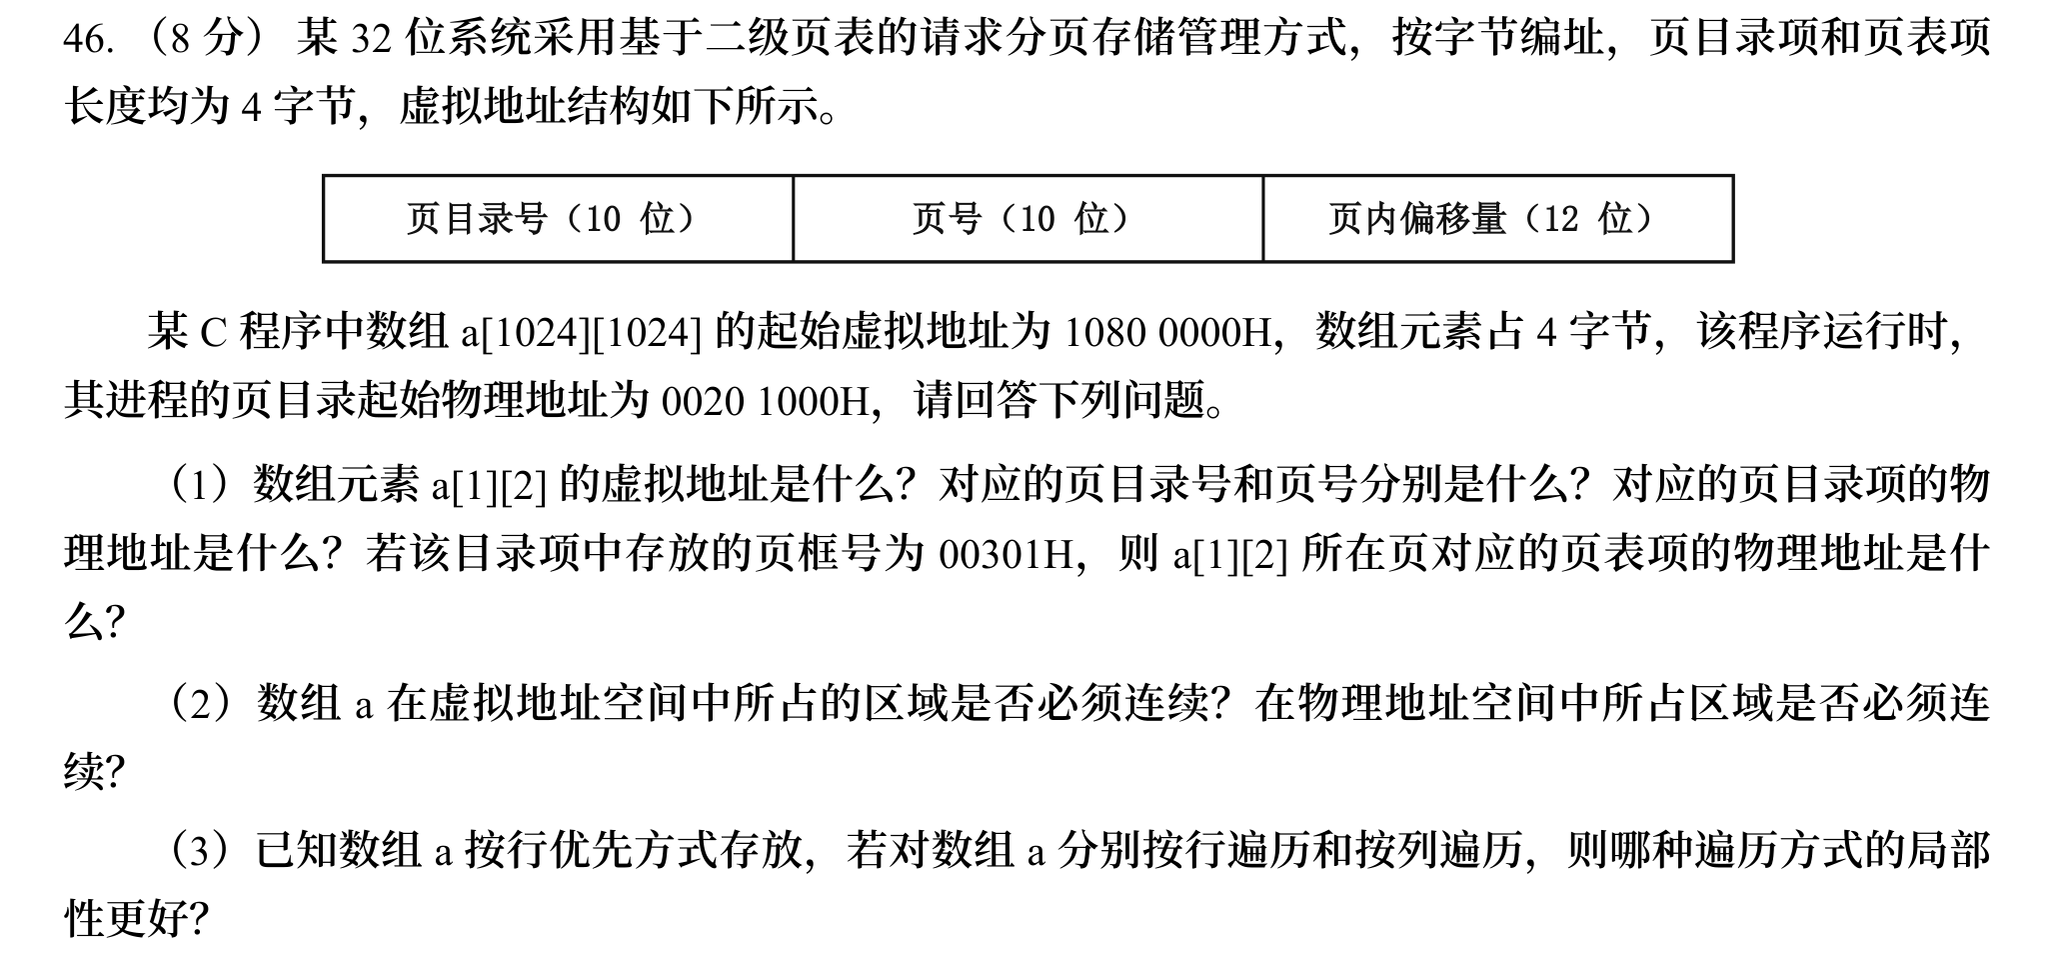 46. （8 分） 某 32 位系统采用基于二级页表的请求分页存储管理方式，按字节编址，页目录项和页表项
长度均为 4 字节，虚拟地址结构如下所示。
页目录号（10 位） 页号（10 位） 页内偏移量（12 位）
某 C 程序中数组 a[1024][1024] 的起始虚拟地址为 1080 0000H，数组元素占 4 字节，该程序运行时，
其进程的页目录起始物理地址为 0020 1000H，请回答下列问题。
（1）数组元素 a[1][2] 的虚拟地址是什么？对应的页目录号和页号分别是什么？对应的页目录项的物
理地址是什么？若该目录项中存放的页框号为 00301H，则 a[1][2] 所在页对应的页表项的物理地址是什
么？
（2）数组 a 在虚拟地址空间中所占的区域是否必须连续？在物理地址空间中所占区域是否必须连
续？
（3）已知数组 a 按行优先方式存放，若对数组 a 分别按行遍历和按列遍历，则哪种遍历方式的局部
性更好？